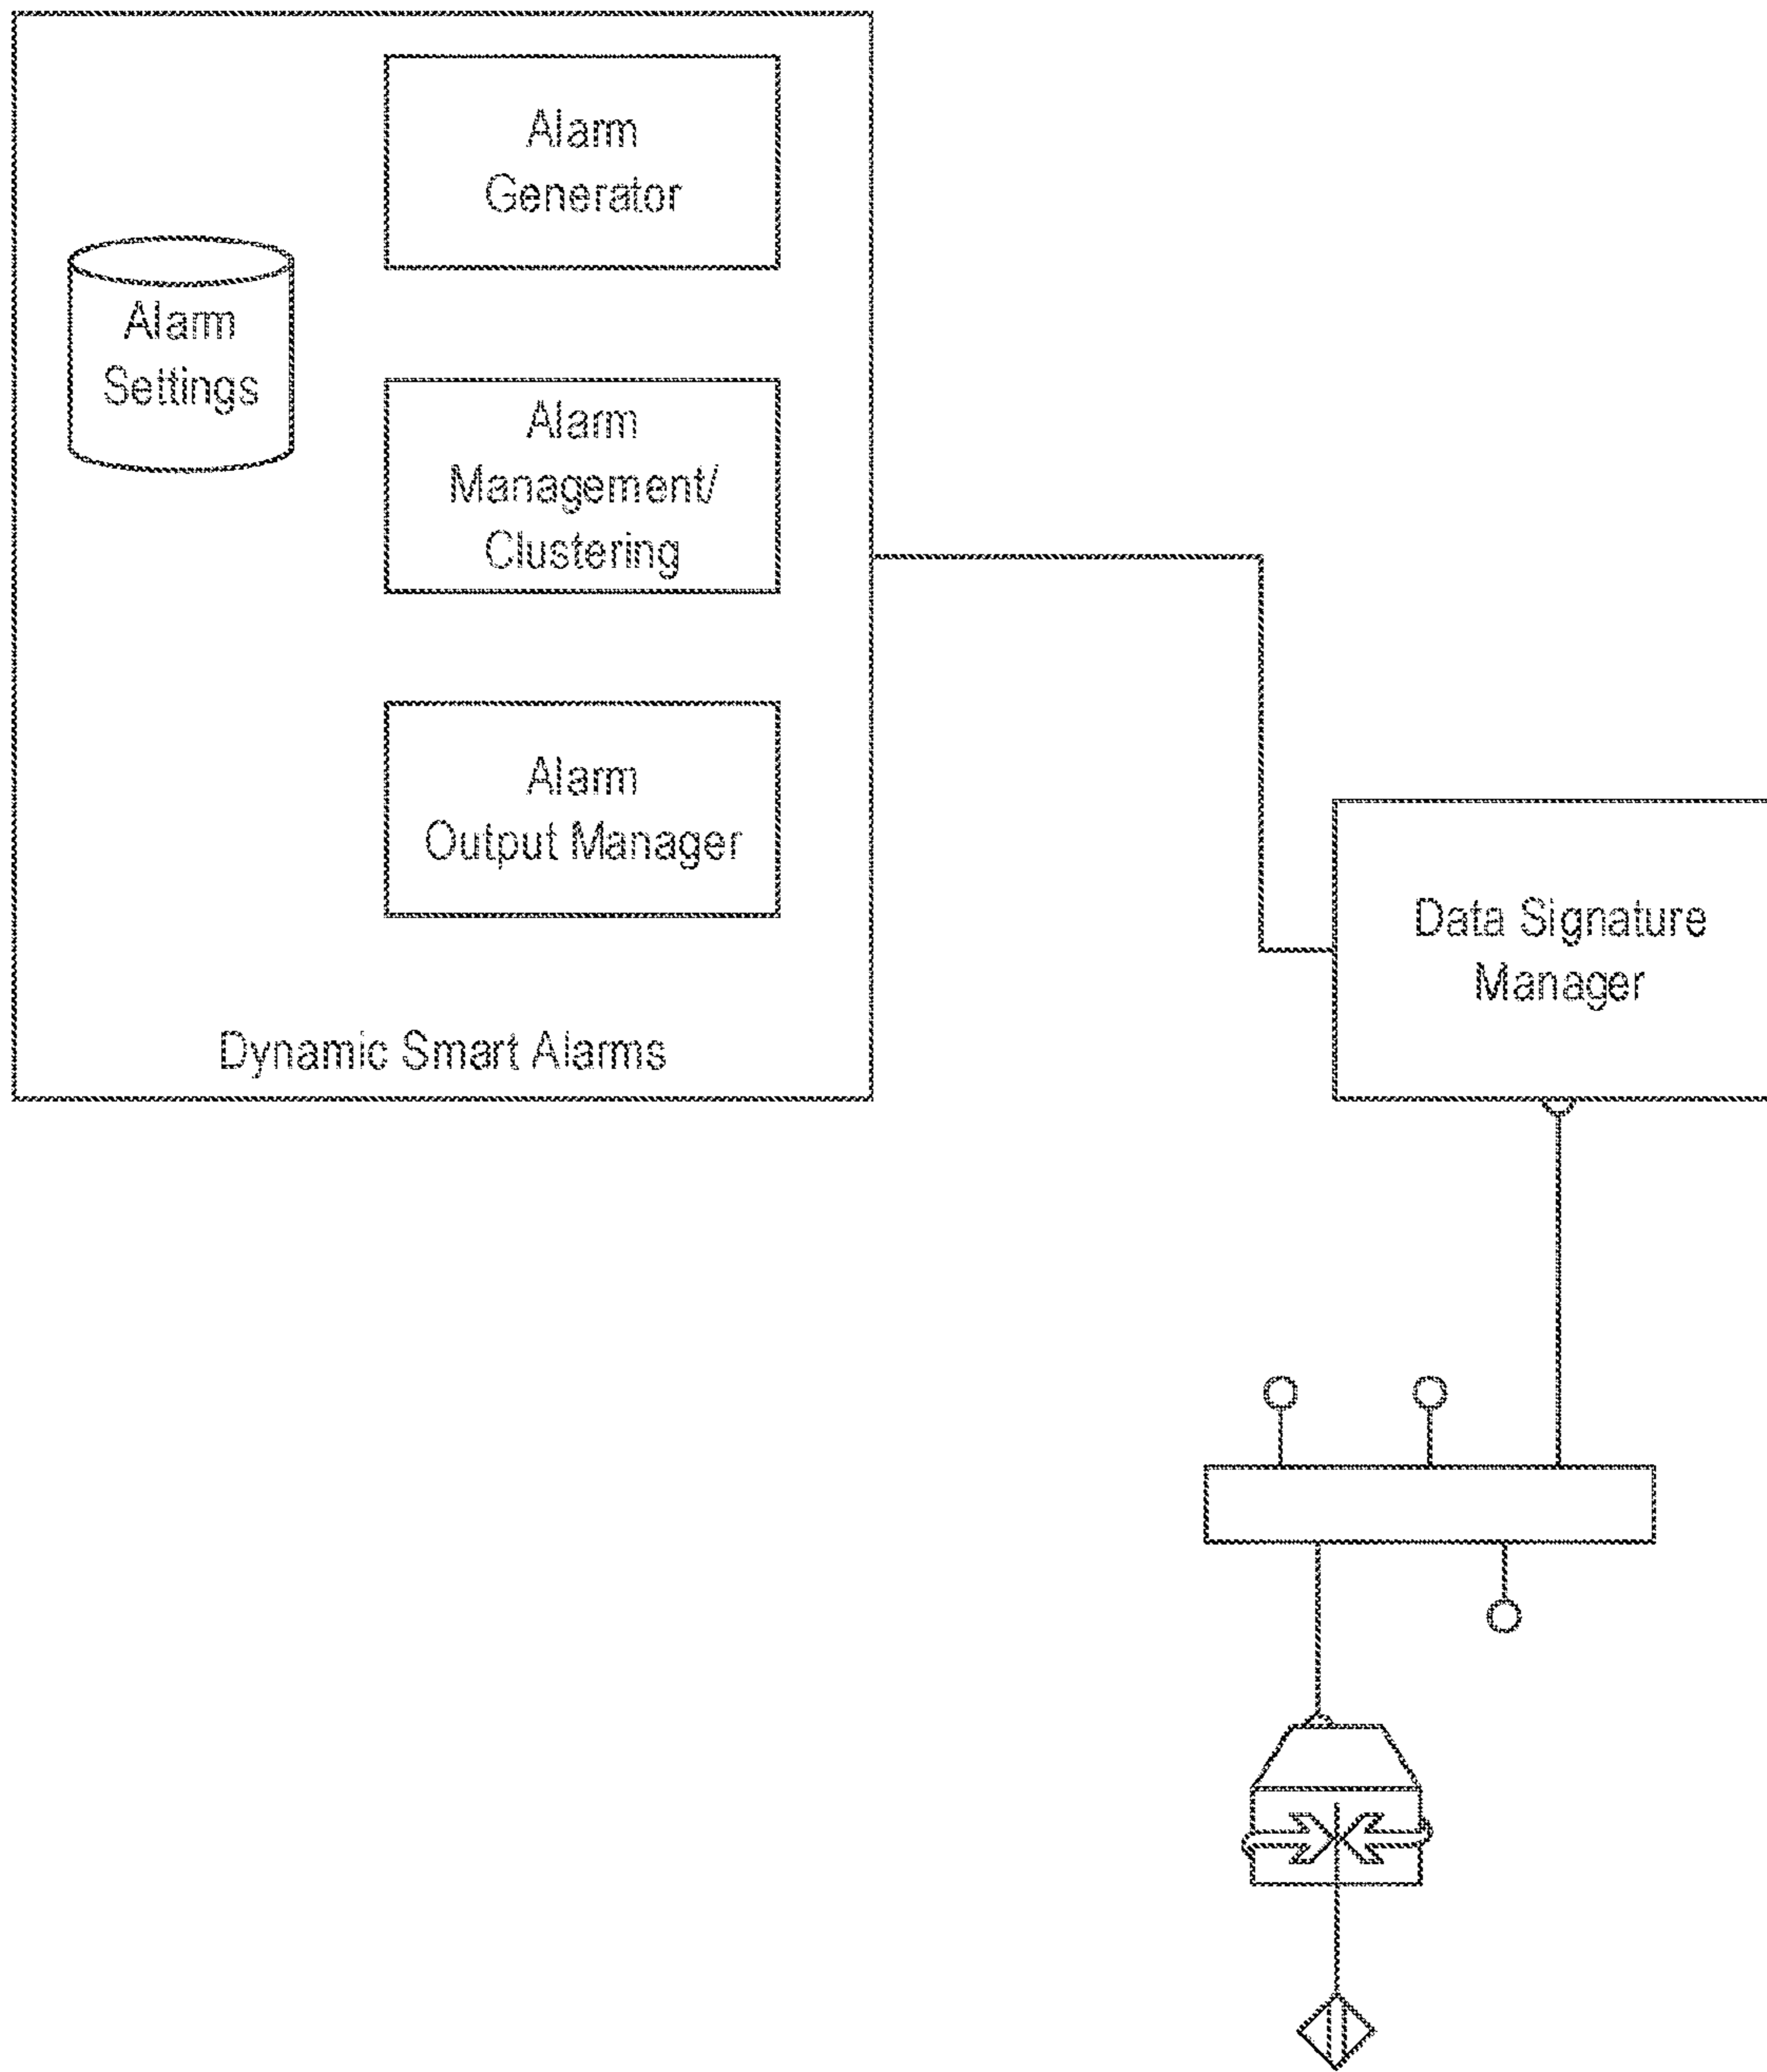 Alarm
Generator
Alarm
Settings
Alarm
Management/
Clustering
Alarm
Output Manager
Data Signature
Manager
Dynamic Smart Alarms